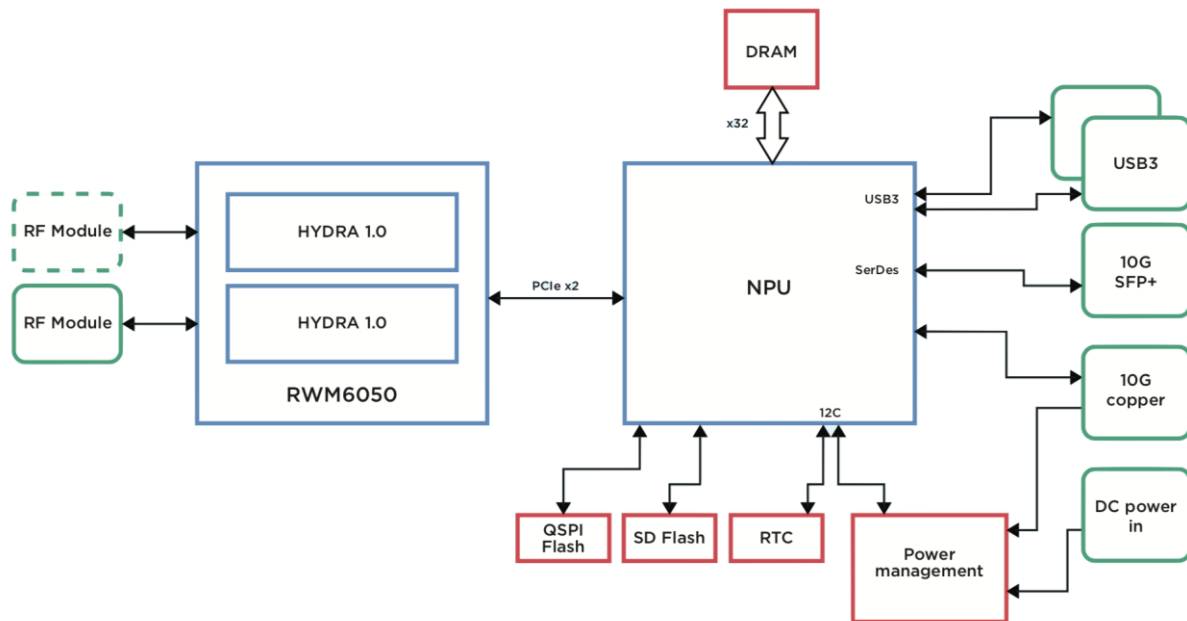 DRAM
x32
USB3
USB3
RF Module
HYDRA 1.0
SerDes
10G
SFP+
PCIe x2
NPU
RF Module
HYDRA 1.0
RWM6050
10G
copper
12C
QSPI
Flash
SD Flash
RTC
Power
management
DC power
in